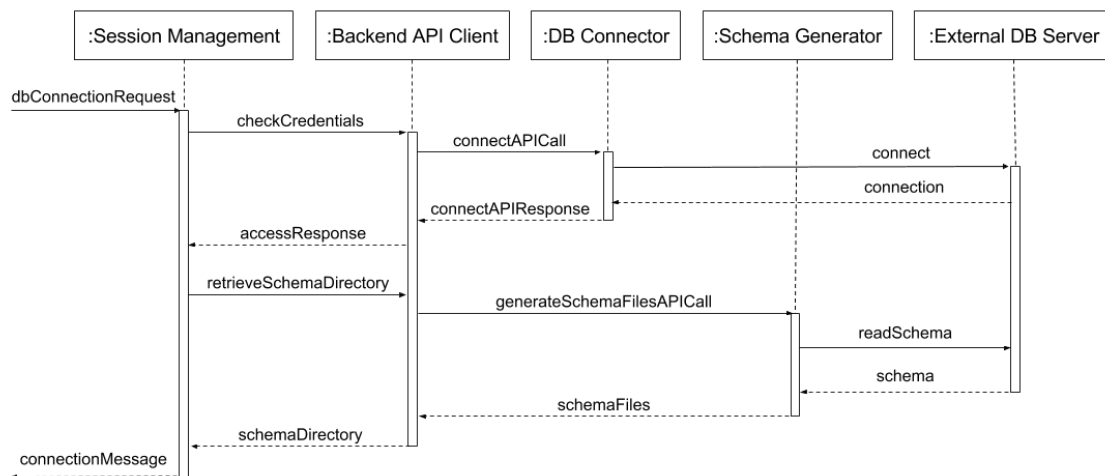 :Session Management
:Backend API Client
:DB Connector
:Schema Generator
:External DB Server
dbConnectionRequest
checkCredentials
connectAPICall
connect
connection
connectAPIResponse
accessResponse
retrieveSchemaDirectory
generateSchemaFilesAPICall
readSchema
schema
schemaFiles
schemaDirectory
connectionMessage